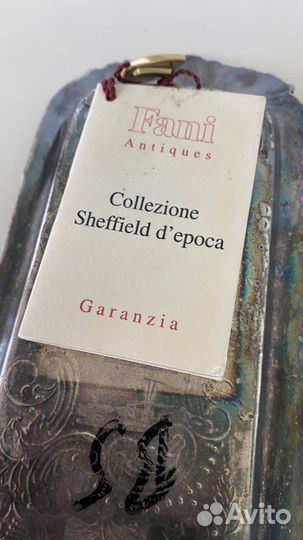 Fani
Antiques
Collezione
Sheffield d'epoca
Garanzia
Avito